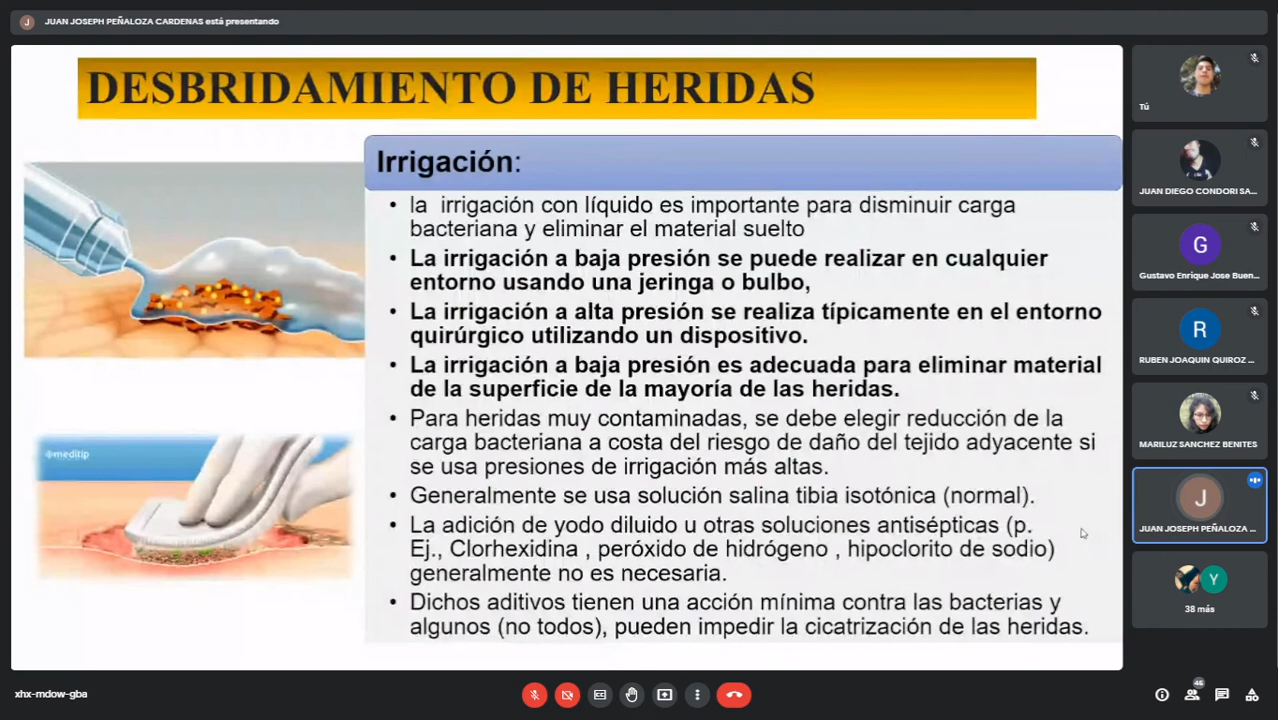 JUAN JOSEPH PEÑALOZA CARDENAS está presentando
J
DESBRIDAMIENTO DE HERIDAS
Irrigación:
• la irrigación con líquido es importante para disminuir carga
bacteriana y eliminar el material suelto
• La irrigación a baja presión se puede realizar en cualquier
entorno usando una jeringa o bulbo,
• La irrigación a alta presión se realiza típicamente en el entorno
quirúrgico utilizando un dispositivo.
• La irrigación a baja presión es adecuada para eliminar material
de la superficie de la mayoría de las heridas.
• Para heridas muy contaminadas, se debe elegir reducción de la
carga bacteriana a costa del riesgo de daño del tejido adyacente si
se usa presiones de irrigación más altas.
• Generalmente se usa solución salina tibia isotónica (normal).
• La adición de yodo diluido u otras soluciones antisépticas (p.
Ej., Clorhexidina , peróxido de hidrógeno , hipoclorito de sodio)
generalmente no es necesaria.
• Dichos aditivos tienen una acción mínima contra las bacterias y
algunos (no todos), pueden impedir la cicatrización de las heridas.
@meditip
Tú
JUAN DIEGO CONDORI SA...
G
Gustavo Enrique Jose Buen...
R
RUBEN JOAQUIN QUIROZ ...
MARILUZ SANCHEZ BENITES
J
JUAN JOSEPH PEÑALOZA ...
Y
38 más
xhx-mdow-gba
46